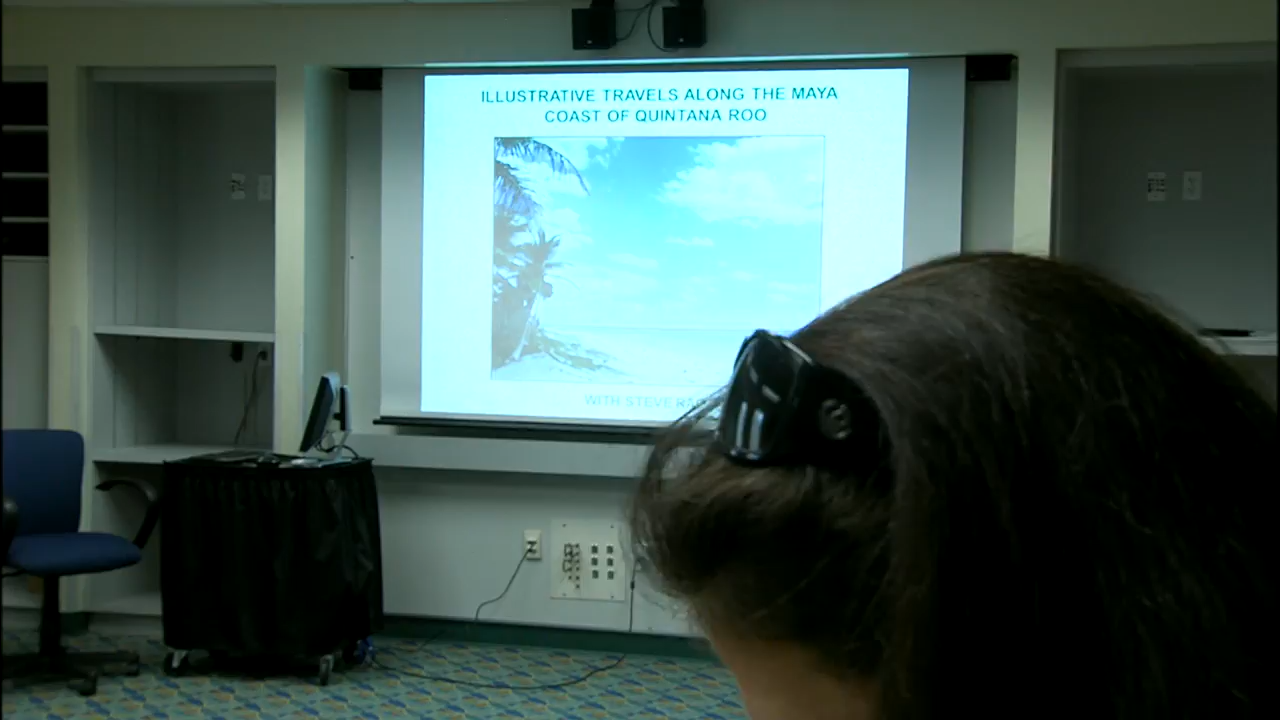 ILLUSTRATIVE TRAVELS ALONG THE MAYA
COAST OF QUINTANA ROO
WITH STEVE